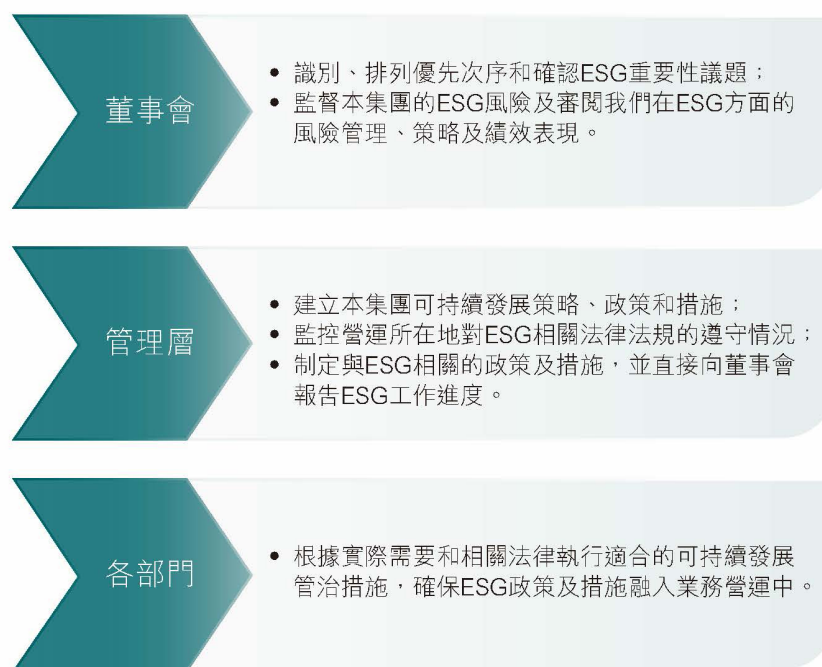 董事會
• 識別、排列優先次序和確認ESG重要性議題；
• 監督本集團的ESG風險及審閱我們在ESG方面的
風險管理、策略及績效表現。
管理層
• 建立本集團可持續發展策略、政策和措施；
• 監控營運所在地對ESG相關法律法規的遵守情況；
• 制定與ESG相關的政策及措施，並直接向董事會
報告ESG工作進度。
各部門
• 根據實際需要和相關法律執行適合的可持續發展
管治措施，確保ESG政策及措施融入業務營運中。